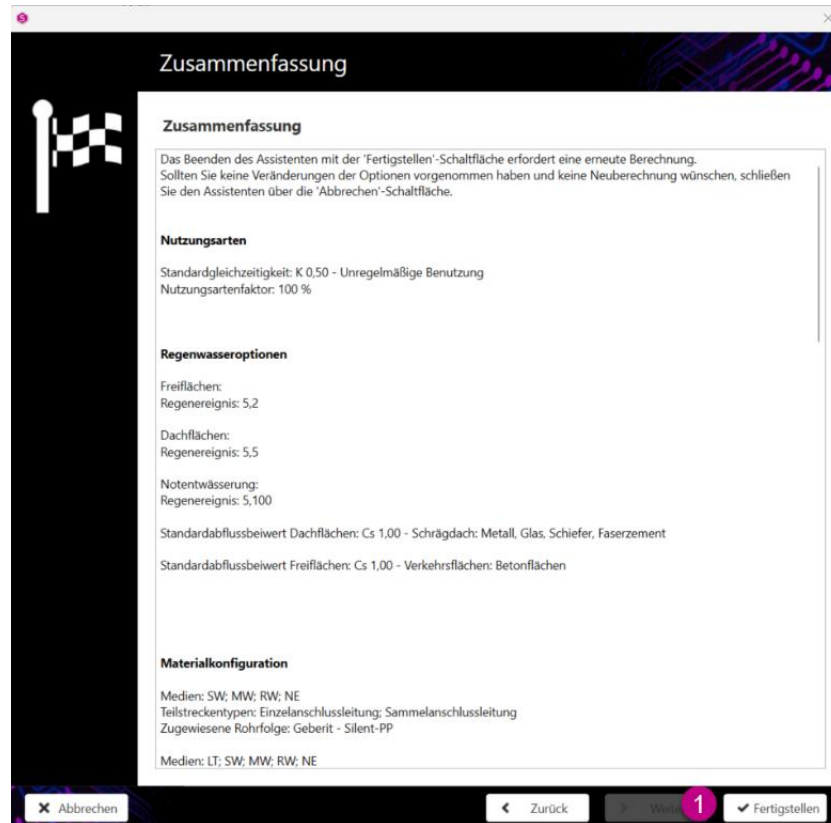 Zusammenfassung
Zusammenfassung
Das Beenden des Assistenten mit der 'Fertigstellen'-Schaltfläche erfordert eine erneute Berechnung.
Sollten Sie keine Veränderungen der Optionen vorgenommen haben und keine Neuberechnung wünschen, schließen
Sie den Assistenten über die 'Abbrechen'-Schaltfläche.
Nutzungsarten
Standardgleichzeitigkeit: K 0,50 - Unregelmäßige Benutzung
Nutzungsartenfaktor: 100 %
Regenwasseroptionen
Freiflächen:
Regenereignis: 5,2
Dachflächen:
Regenereignis: 5,5
Notentwässerung:
Regenereignis: 5,100
Standardabflussbeiwert Dachflächen: Cs 1,00 - Schrägdach: Metall, Glas, Schiefer, Faserzement
Standardabflussbeiwert Freiflächen: Cs 1,00 - Verkehrsflächen: Betonflächen
Materialkonfiguration
Medien: SW; MW; RW; NE
Teilstreckentypen: Einzelanschlussleitung; Sammelanschlussleitung
Zugewiesene Rohrfolge: Geberit - Silent-PP
Medien: LT; SW; MW; RW; NE
Abbrechen
Zurück
1
Fertigstellen